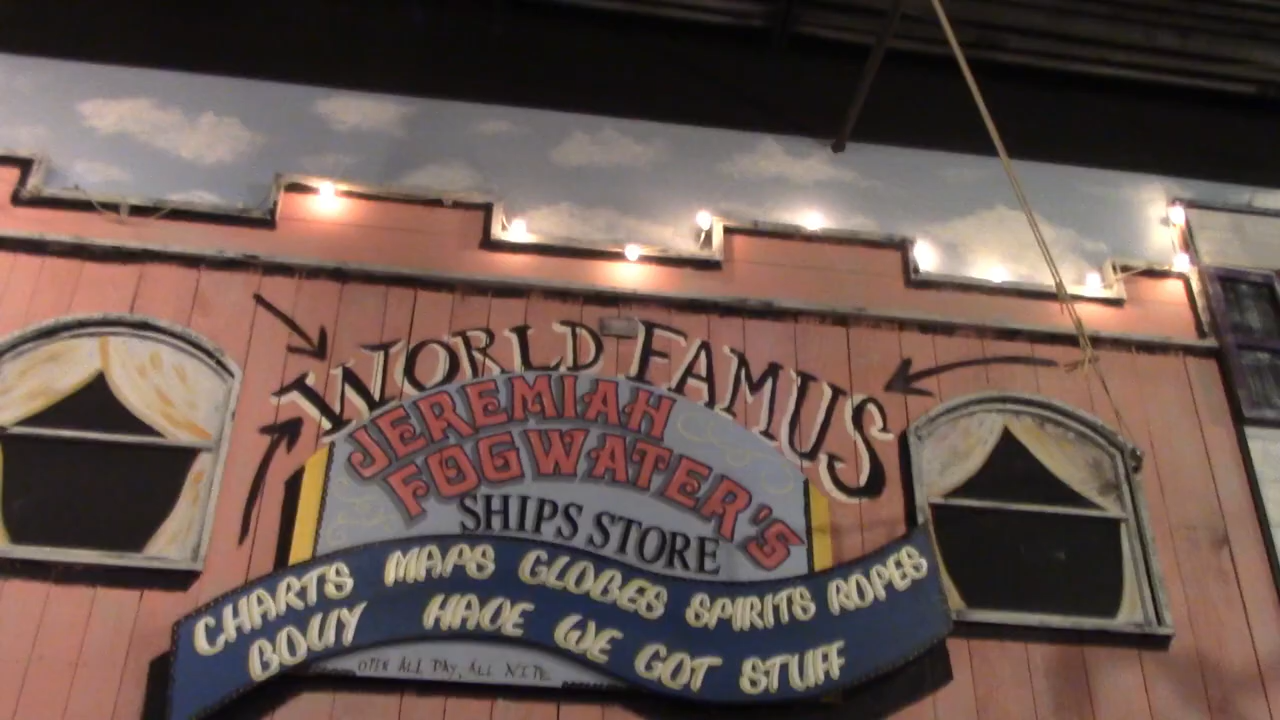 WORLD FAMUS
JEREMIAH
FOGWATER'S
SHIPS STORE
CHARTS MAPS GLOBES SPIRITS ROPES
BOUY HAVE WE GOT STUFF
OPEN ALL DAY, ALL NITE